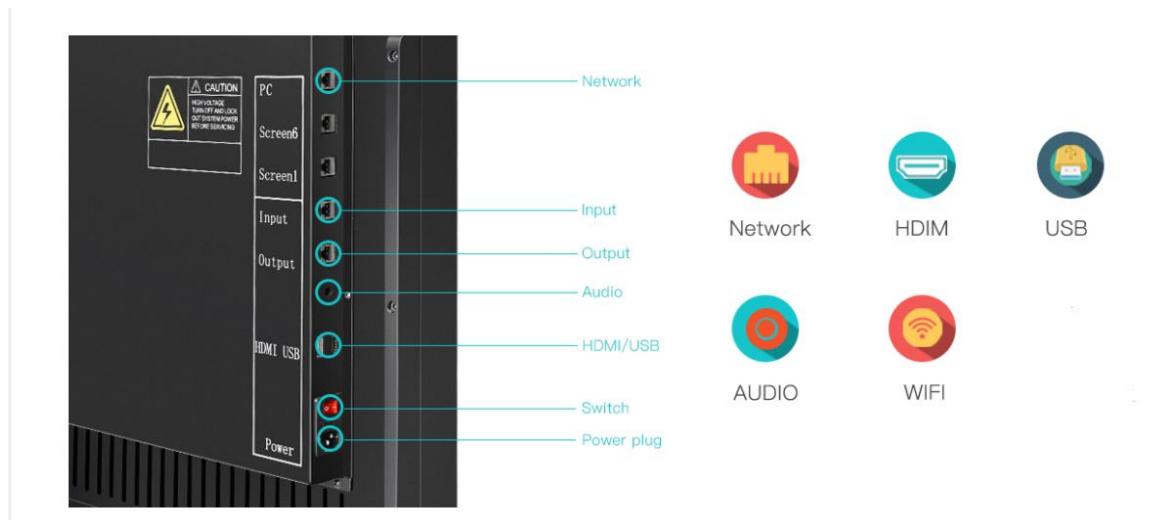 ⚠ CAUTION
HIGH VOLTAGE
TURN OFF AND LOCK
OUT SYSTEM POWER
BEFORE SERVICING
PC
Screen6
Screen1
Input
Output
HDMI USB
Power
Network
Input
Output
Audio
HDMI/USB
Switch
Power plug
Network
HDIM
USB
AUDIO
WIFI